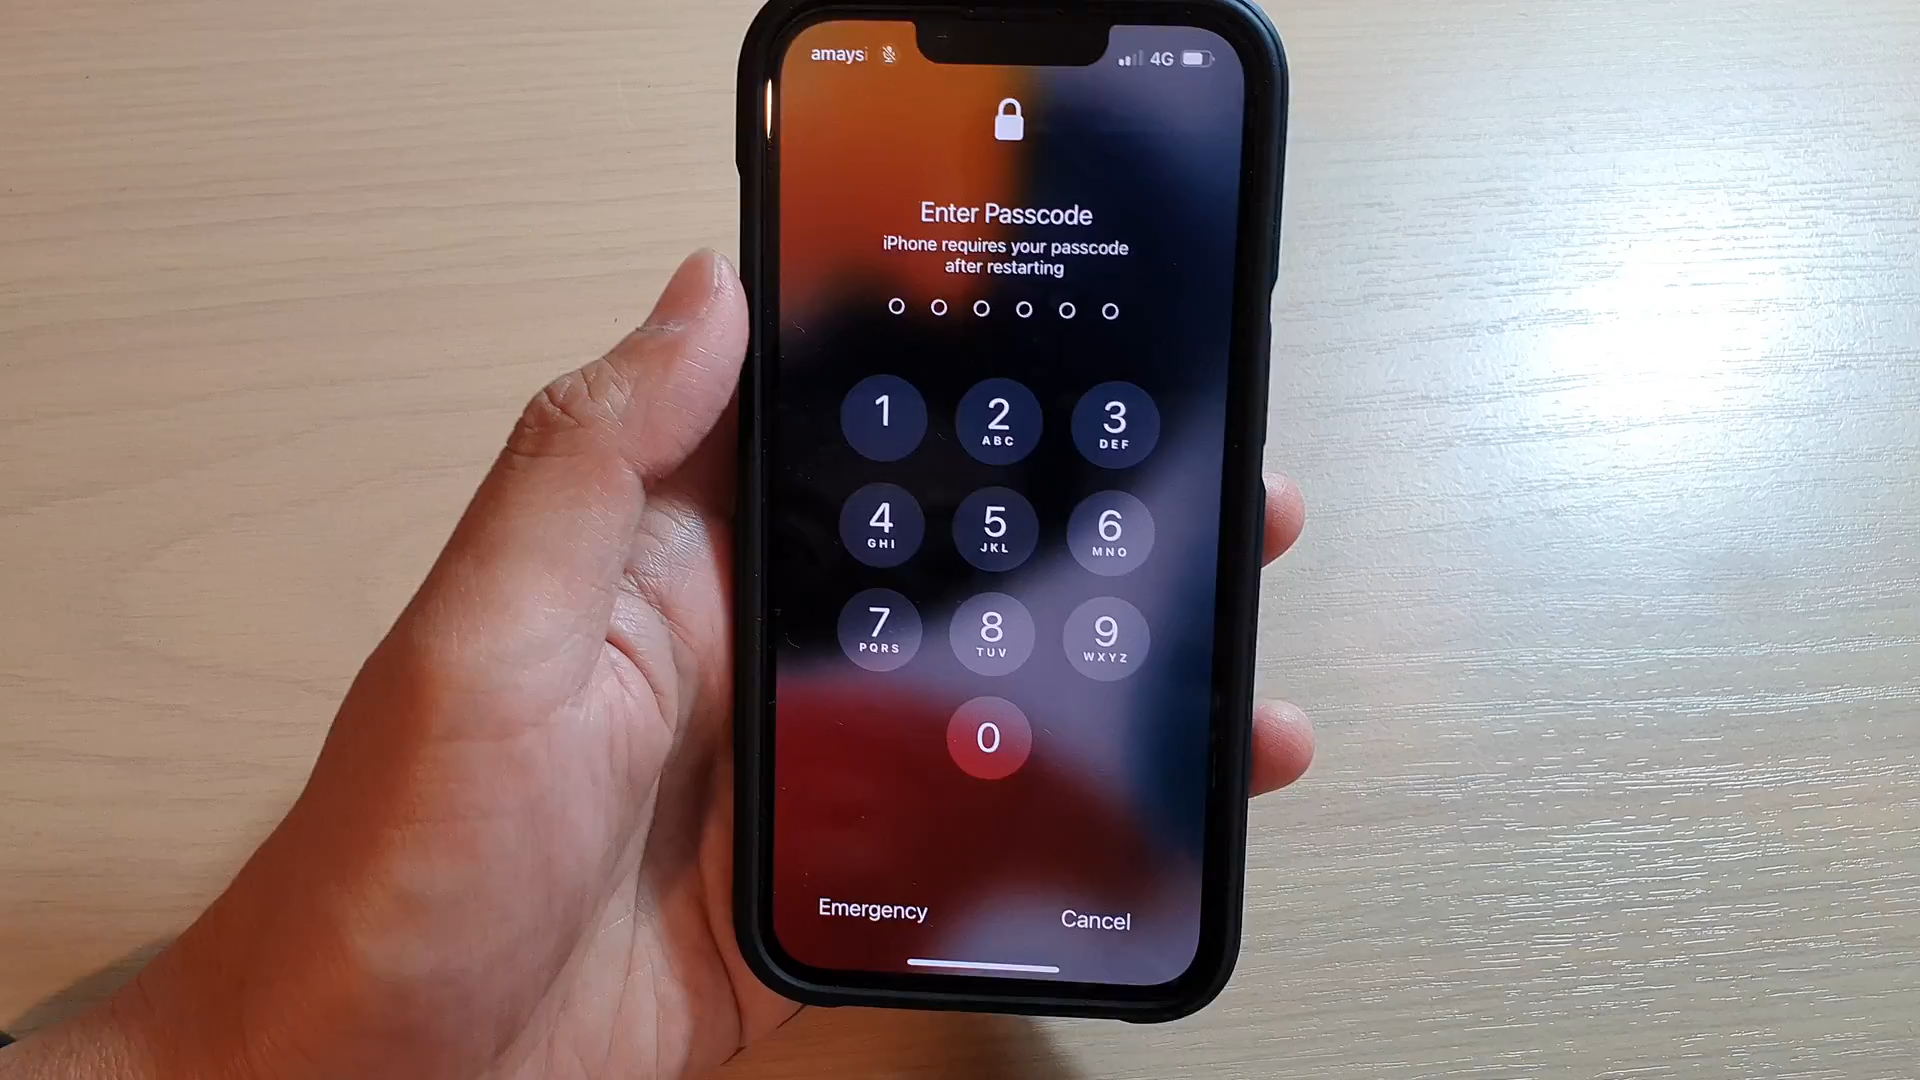 amaysi 4G
Enter Passcode
iPhone requires your passcode
after restarting
1 2 3
ABC DEF
4 5 6
GHI JKL MNO
7 8 9
PQRS TUV WXYZ
0
Emergency Cancel